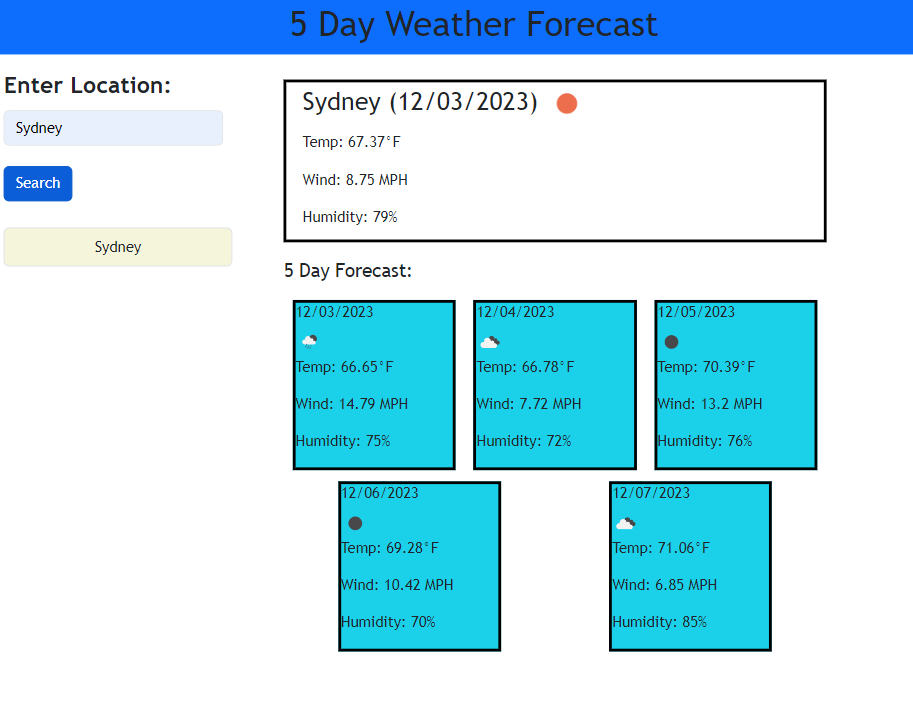 5 Day Weather Forecast
Enter Location:
Sydney
Search
Sydney
Sydney (12/03/2023)
Temp: 67.37°F
Wind: 8.75 MPH
Humidity: 79%
5 Day Forecast:
12/03/2023
Temp: 66.65°F
Wind: 14.79 MPH
Humidity: 75%
12/04/2023
Temp: 66.78°F
Wind: 7.72 MPH
Humidity: 72%
12/05/2023
Temp: 70.39°F
Wind: 13.2 MPH
Humidity: 76%
12/06/2023
Temp: 69.28°F
Wind: 10.42 MPH
Humidity: 70%
12/07/2023
Temp: 71.06°F
Wind: 6.85 MPH
Humidity: 85%